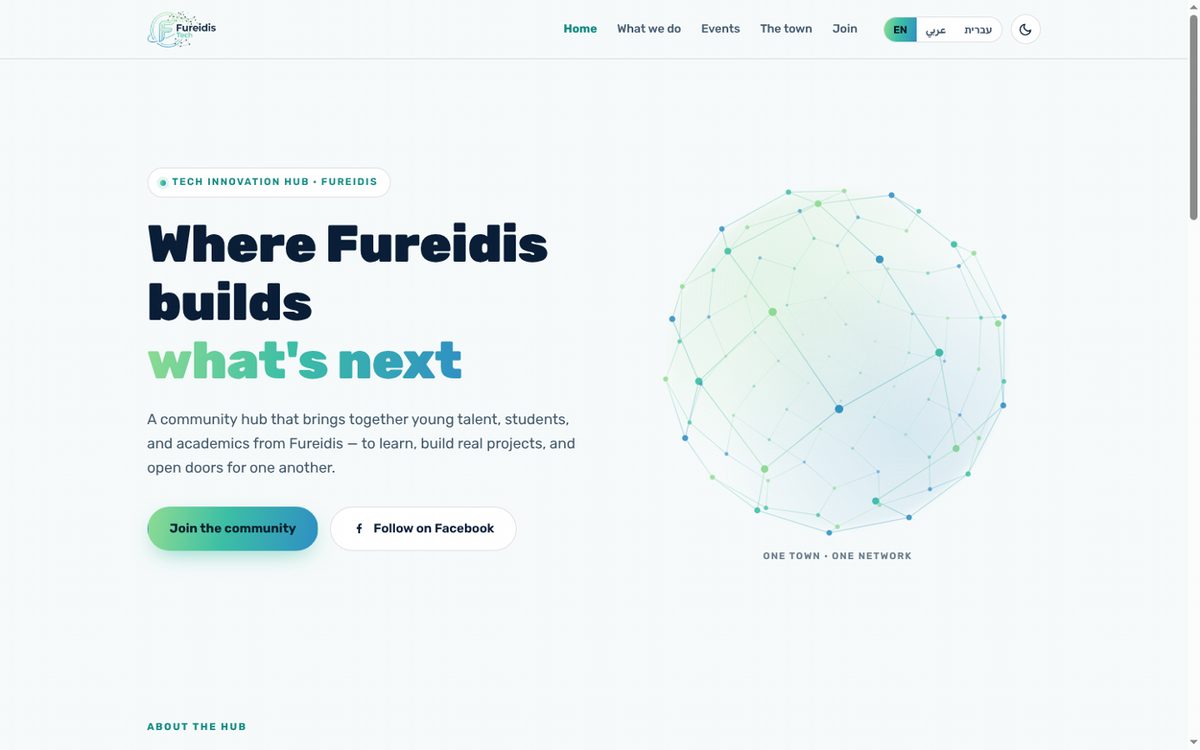 Fureidis
Tech
Home
What we do
Events
The town
Join
EN
عربي
עברית
TECH INNOVATION HUB • FUREIDIS
Where Fureidis
builds
what's next
A community hub that brings together young talent, students,
and academics from Fureidis — to learn, build real projects, and
open doors for one another.
Join the community
Follow on Facebook
ONE TOWN • ONE NETWORK
ABOUT THE HUB